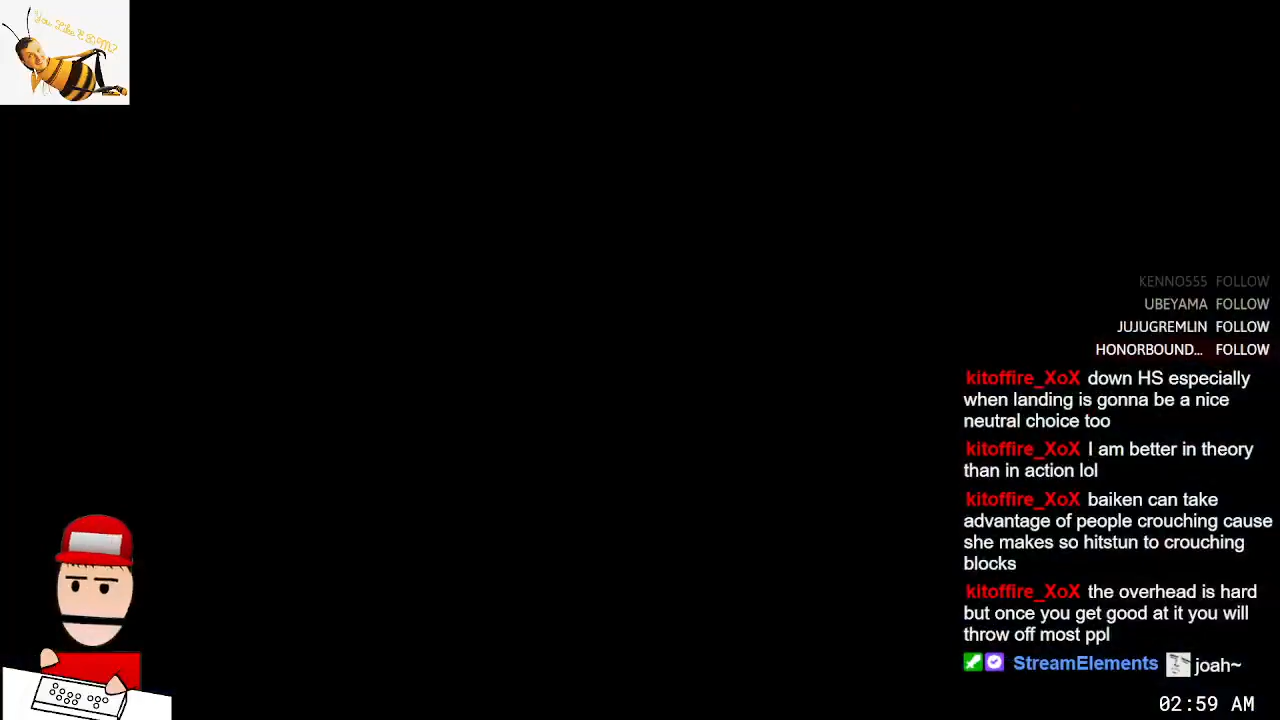 You Like BDSM?
KENNO555 FOLLOW
UBEYAMA FOLLOW
JUJUGREMLIN FOLLOW
HONORBOUND... FOLLOW
kitoffire_XoX down HS especially
when landing is gonna be a nice
neutral choice too
kitoffire_XoX I am better in theory
than in action lol
kitoffire_XoX baiken can take
advantage of people crouching cause
she makes so hitstun to crouching
blocks
kitoffire_XoX the overhead is hard
but once you get good at it you will
throw off most ppl
StreamElements joah~
02:59 AM